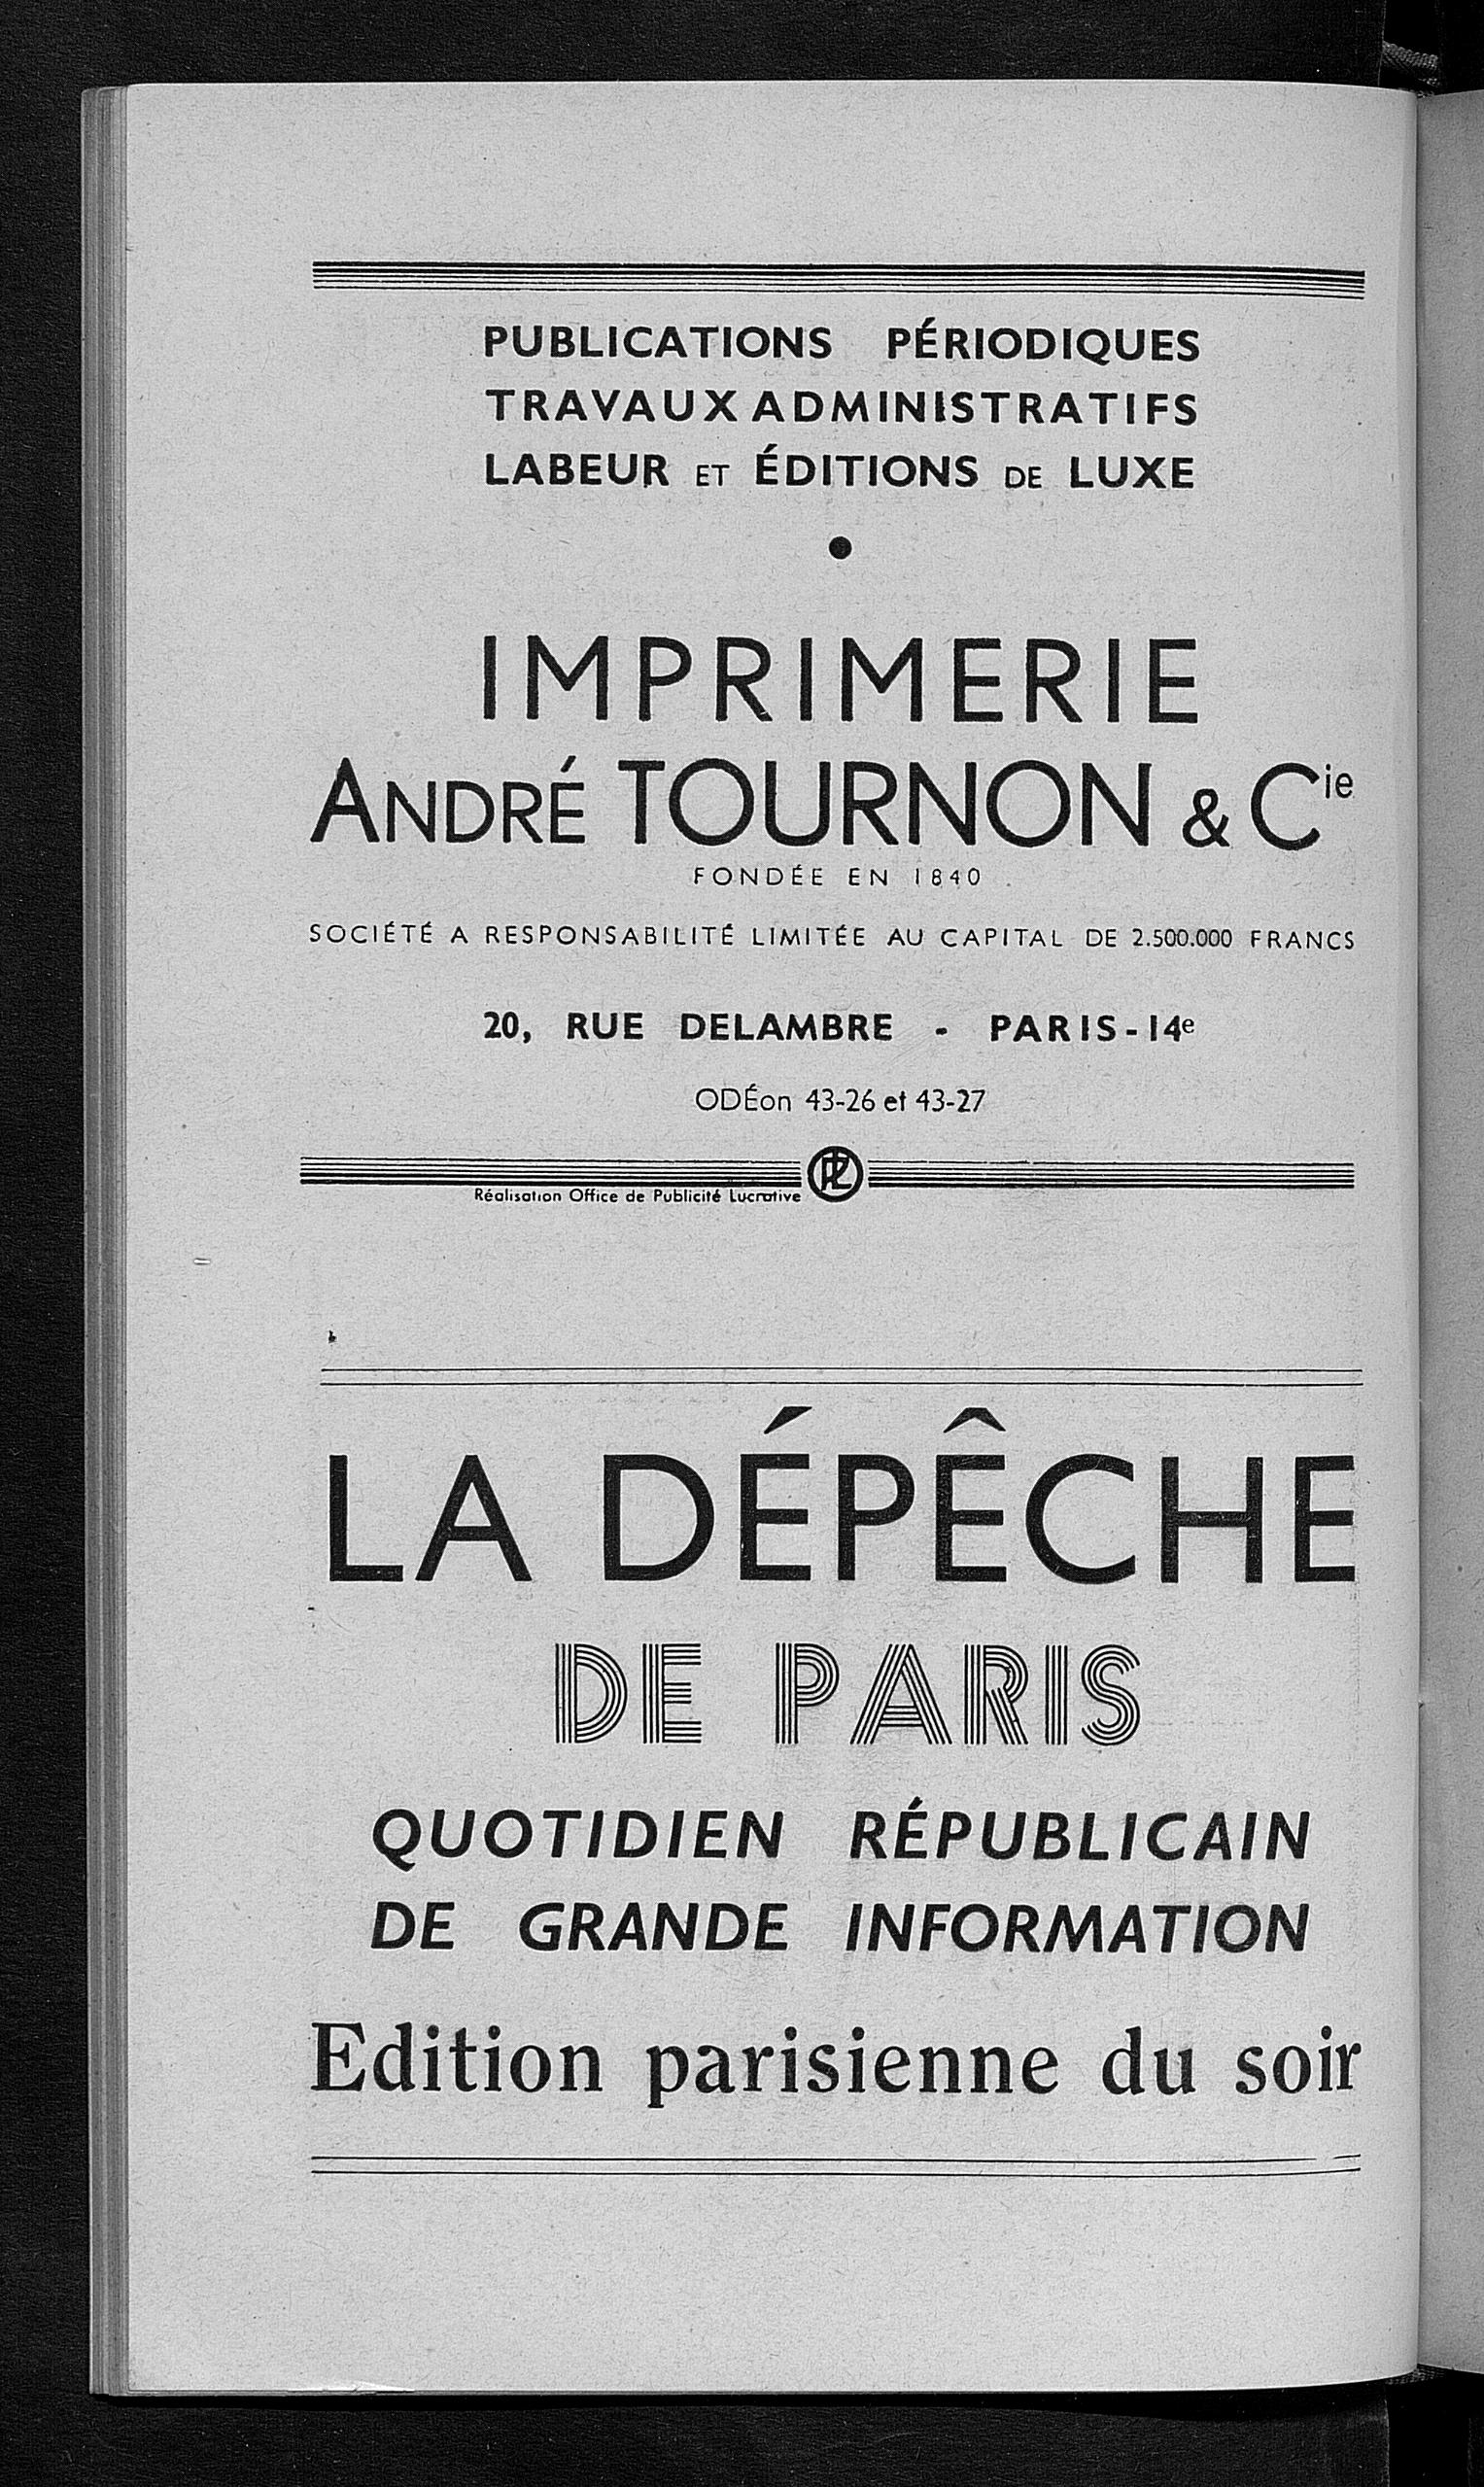 PUBLICATIONS PÉRIODIQUES
TRAVAUX ADMINISTRATIFS
LABEUR ET ÉDITIONS DE LUXE
IMPRIMERIE
ANDRÉ TOURNON & Cie
FONDÉE EN 1840
SOCIÉTÉ A RESPONSABILITÉ LIMITÉE AU CAPITAL DE 2.500.000 FRANCS
20, RUE DELAMBRE - PARIS-14e
ODÉon 43-26 et 43-27
Réalisation Office de Publicité Lucrative
LA DÉPÊCHE
DE PARIS
QUOTIDIEN RÉPUBLICAIN
DE GRANDE INFORMATION
Edition parisienne du soir